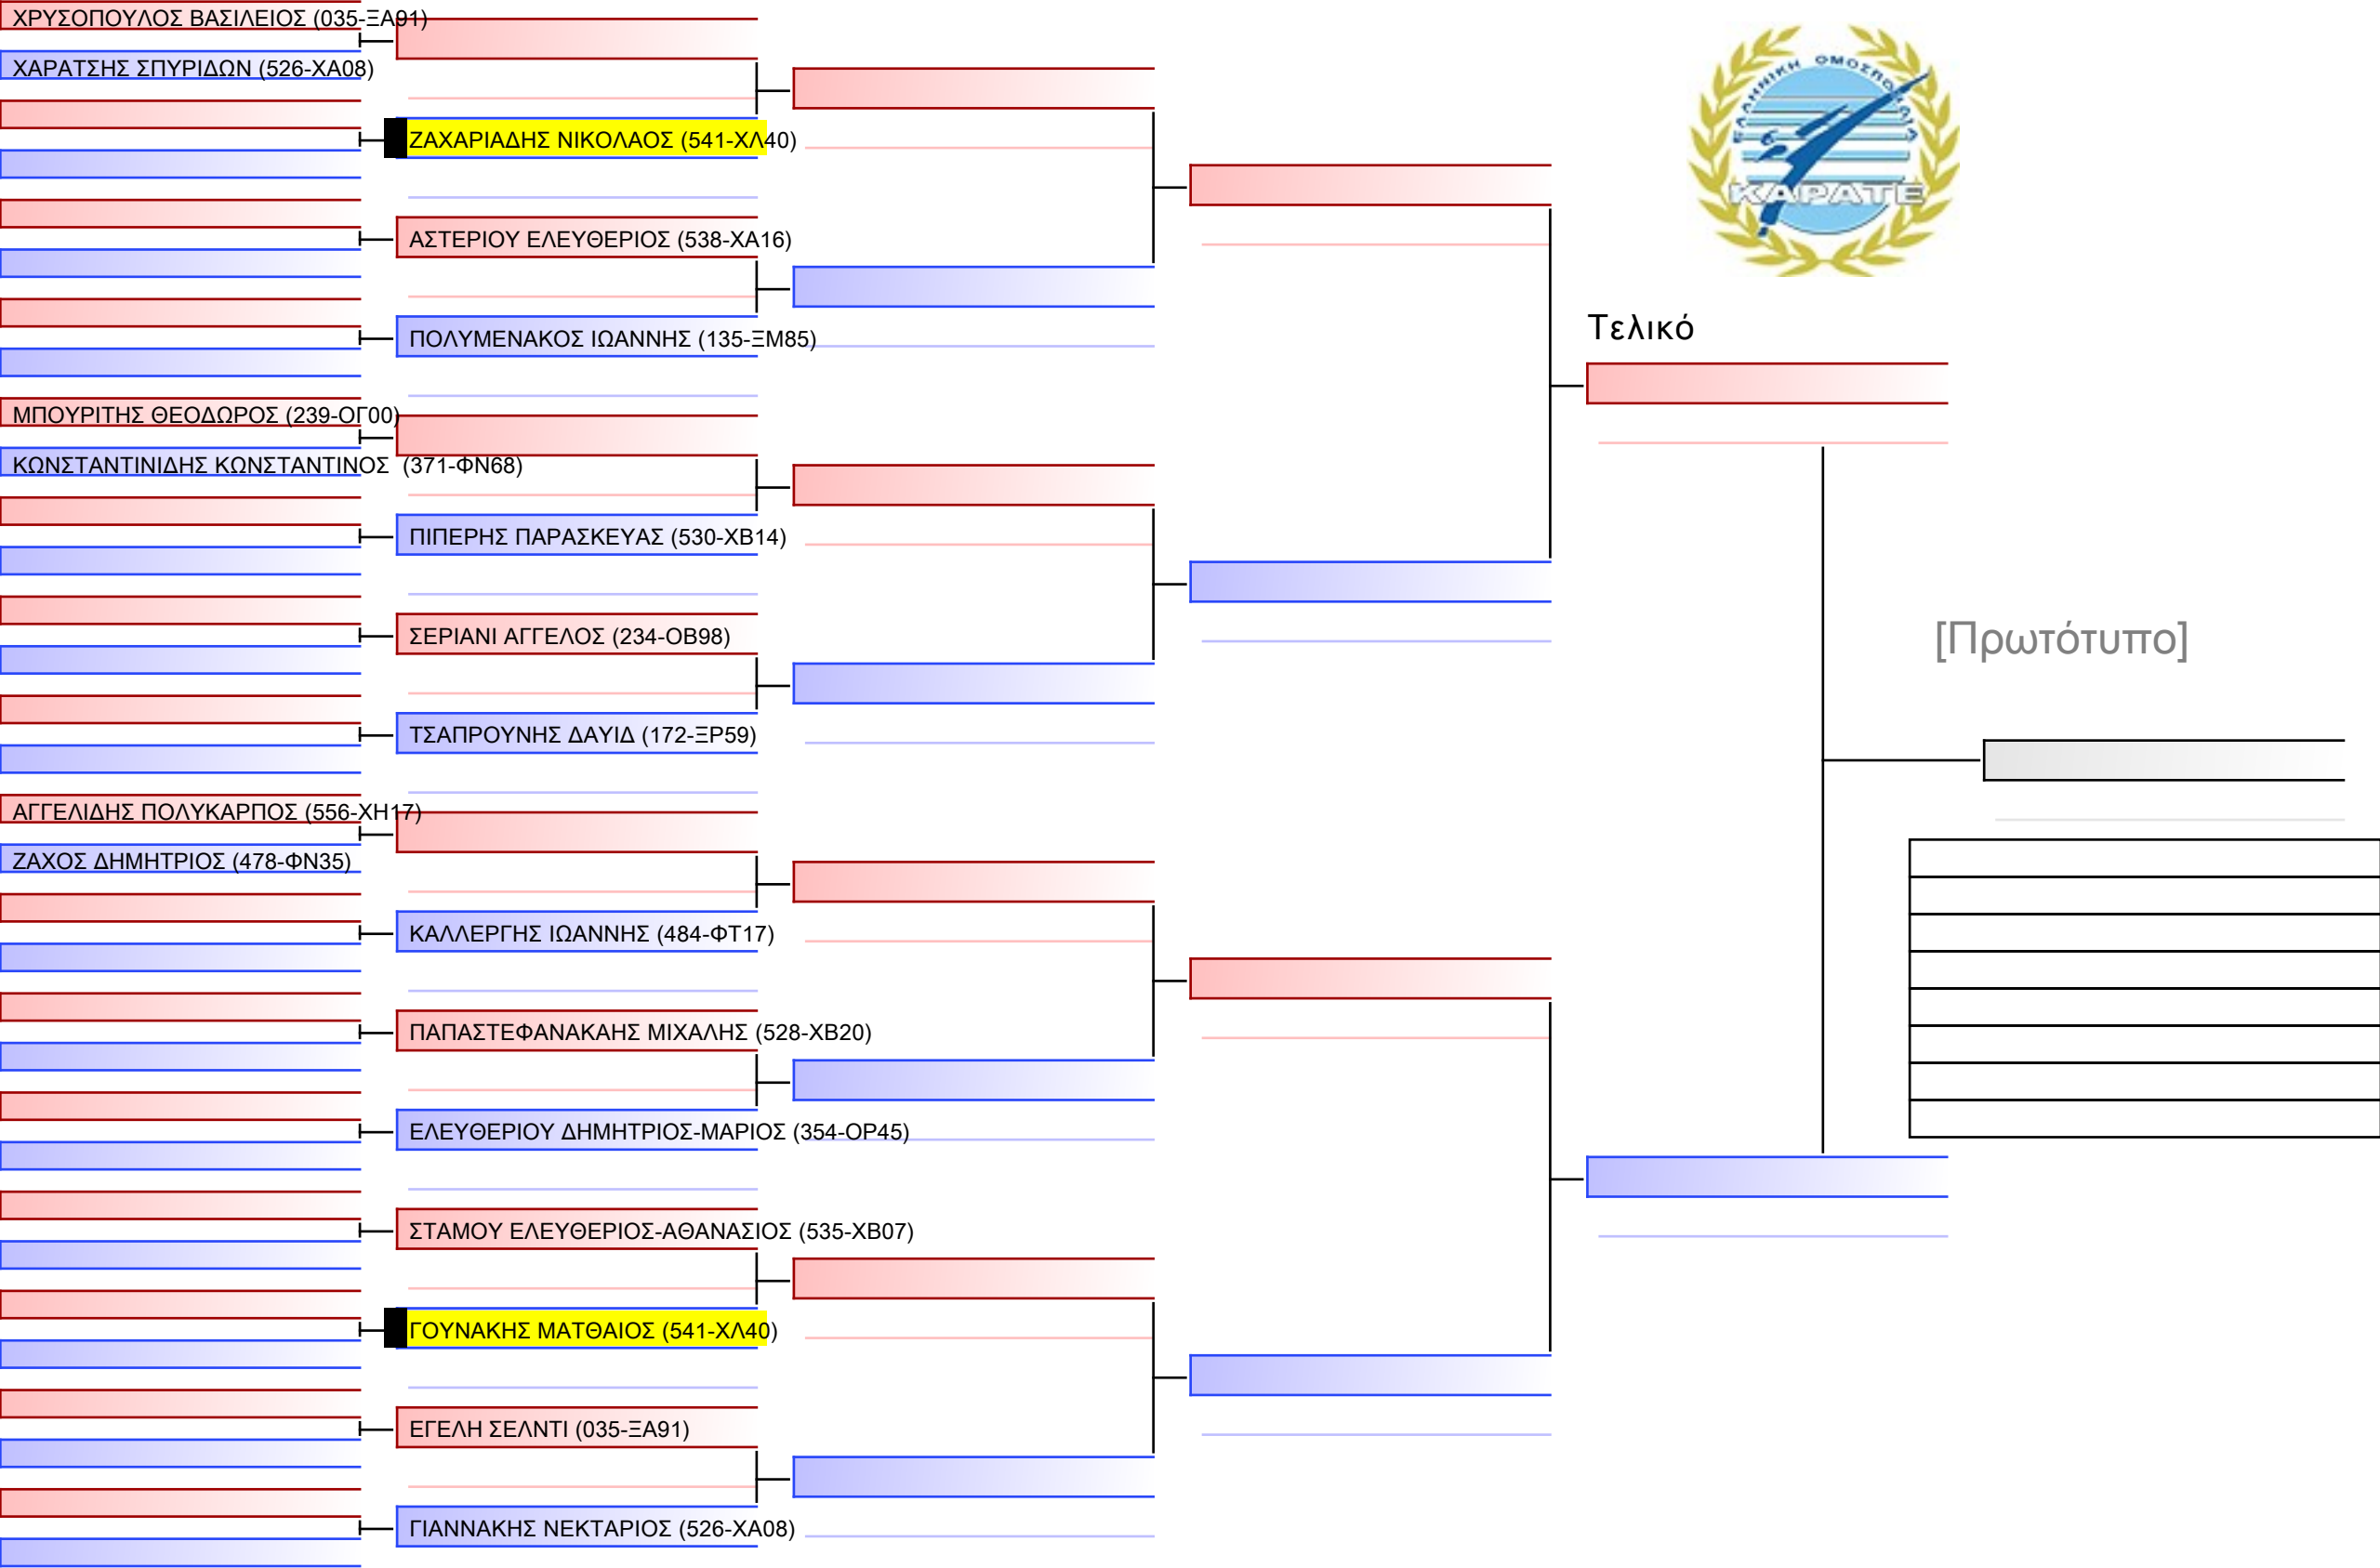 ΧΡΥΣΟΠΟΥΛΟΣ ΒΑΣΙΛΕΙΟΣ (035-ΞΑ91)
ΧΑΡΑΤΣΗΣ ΣΠΥΡΙΔΩΝ (526-ΧΑ08)
ΕΛΛΗΝΙΚΗ ΟΜΟΣΠΟΝΔΙΑ
ΚΑΡΑΤΕ
ΖΑΧΑΡΙΑΔΗΣ ΝΙΚΟΛΑΟΣ (541-ΧΛ40)
ΑΣΤΕΡΙΟΥ ΕΛΕΥΘΕΡΙΟΣ (538-ΧΑ16)
Τελικό
ΠΟΛΥΜΕΝΑΚΟΣ ΙΩΑΝΝΗΣ (135-ΞΜ85)
ΜΠΟΥΡΙΤΗΣ ΘΕΟΔΩΡΟΣ (239-ΟΓ00)
ΚΩΝΣΤΑΝΤΙΝΙΔΗΣ ΚΩΝΣΤΑΝΤΙΝΟΣ (371-ΦΝ68)
ΠΙΠΕΡΗΣ ΠΑΡΑΣΚΕΥΑΣ (530-ΧΒ14)
ΣΕΡΙΑΝΙ ΑΓΓΕΛΟΣ (234-ΟΒ98)
[Πρωτότυπο]
ΤΣΑΠΡΟΥΝΗΣ ΔΑΥΙΔ (172-ΞΡ59)
ΑΓΓΕΛΙΔΗΣ ΠΟΛΥΚΑΡΠΟΣ (556-ΧΗ17)
ΖΑΧΟΣ ΔΗΜΗΤΡΙΟΣ (478-ΦΝ35)
ΚΑΛΛΕΡΓΗΣ ΙΩΑΝΝΗΣ (484-ΦΤ17)
ΠΑΠΑΣΤΕΦΑΝΑΚΑΗΣ ΜΙΧΑΛΗΣ (528-ΧΒ20)
ΕΛΕΥΘΕΡΙΟΥ ΔΗΜΗΤΡΙΟΣ-ΜΑΡΙΟΣ (354-ΟΡ45)
ΣΤΑΜΟΥ ΕΛΕΥΘΕΡΙΟΣ-ΑΘΑΝΑΣΙΟΣ (535-ΧΒ07)
ΓΟΥΝΑΚΗΣ ΜΑΤΘΑΙΟΣ (541-ΧΛ40)
ΕΓΕΛΗ ΣΕΛΝΤΙ (035-ΞΑ91)
ΓΙΑΝΝΑΚΗΣ ΝΕΚΤΑΡΙΟΣ (526-ΧΑ08)